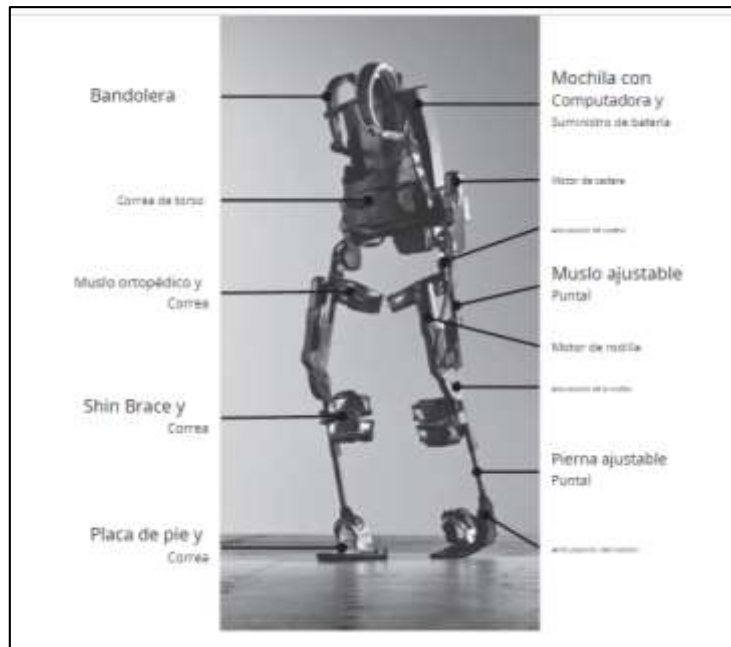 Bandolera
Correa de torso
Muslo ortopédico y
Correa
Shin Brace y
Correa
Placa de pie y
Correa
Mochila con
Computadora y
Suministro de batería
Motor de cadera
Muslo ajustable
Puntal
Motor de rodilla
Pierna ajustable
Puntal